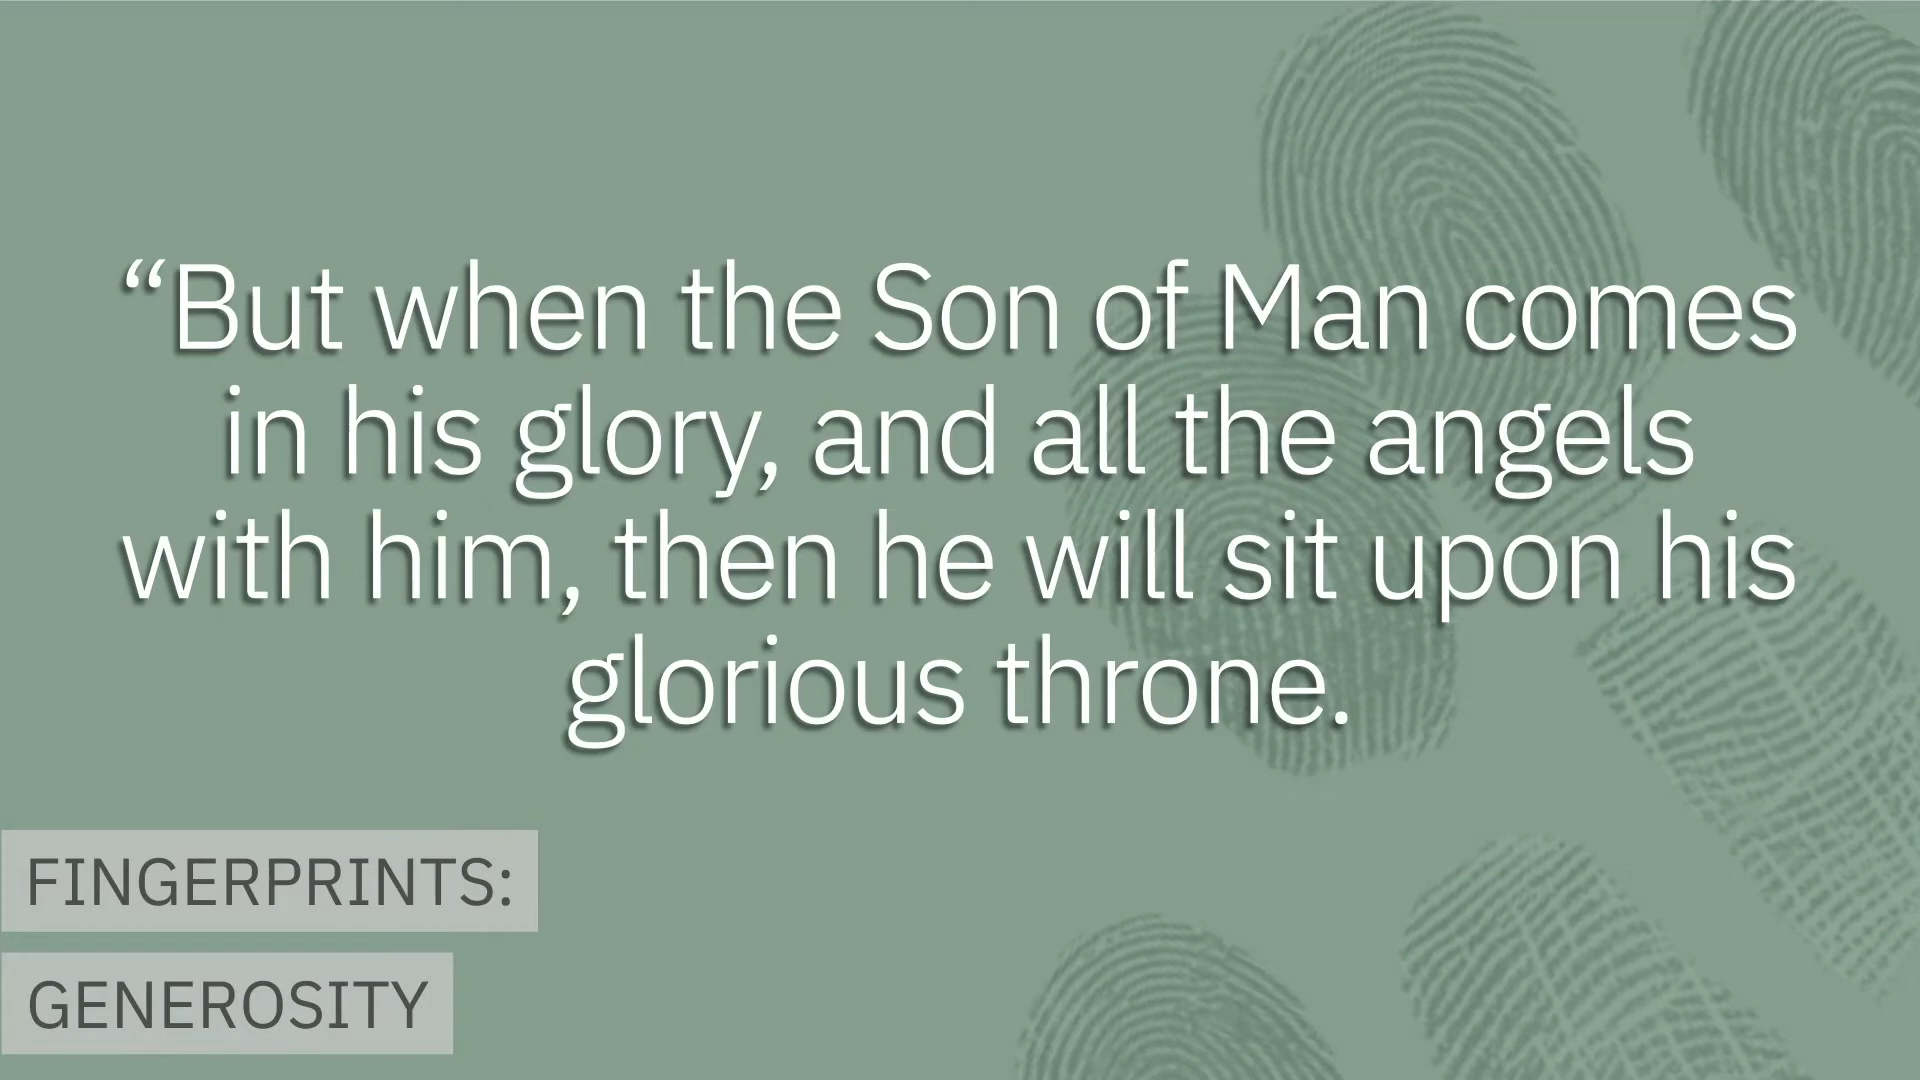 “But when the Son of Man comes
in his glory, and all the angels
with him, then he will sit upon his
glorious throne.
FINGERPRINTS:
GENEROSITY